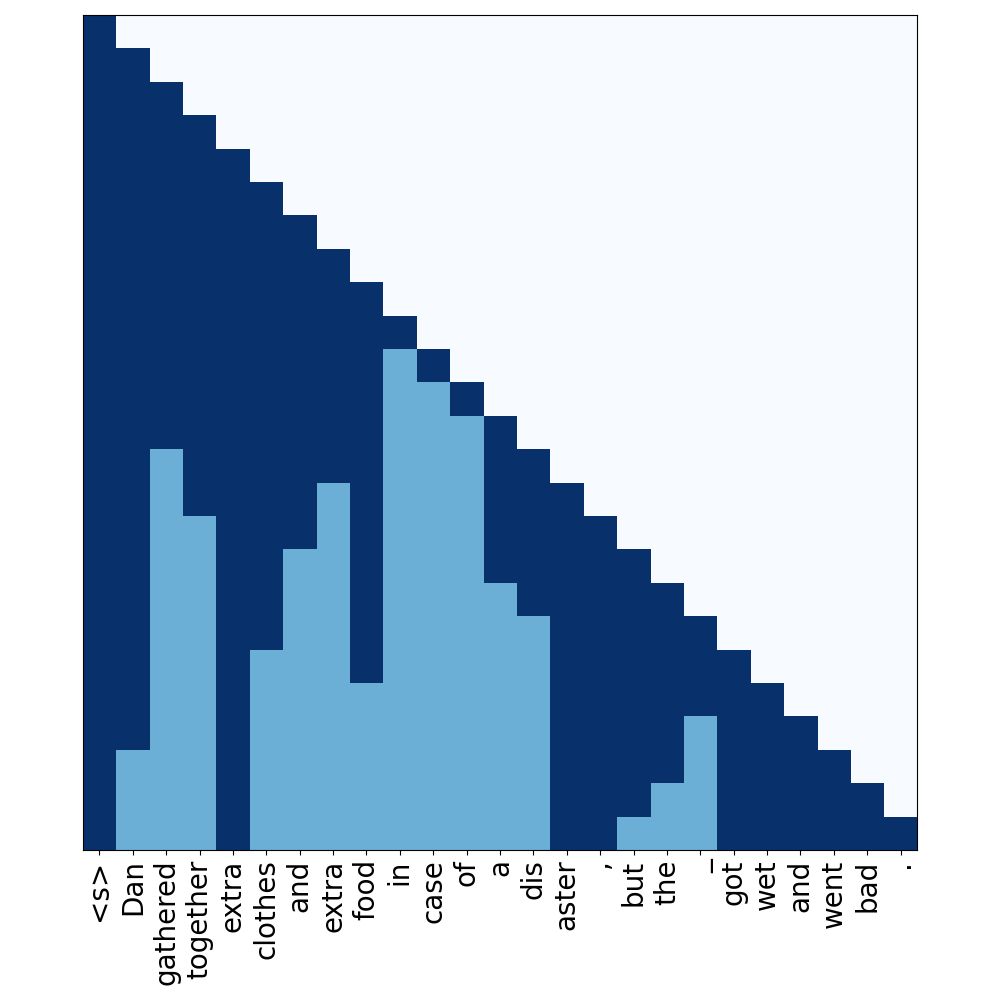 <s> Dan gathered together extra clothes and extra food in case of a dis aster , but the _ got wet and went bad .